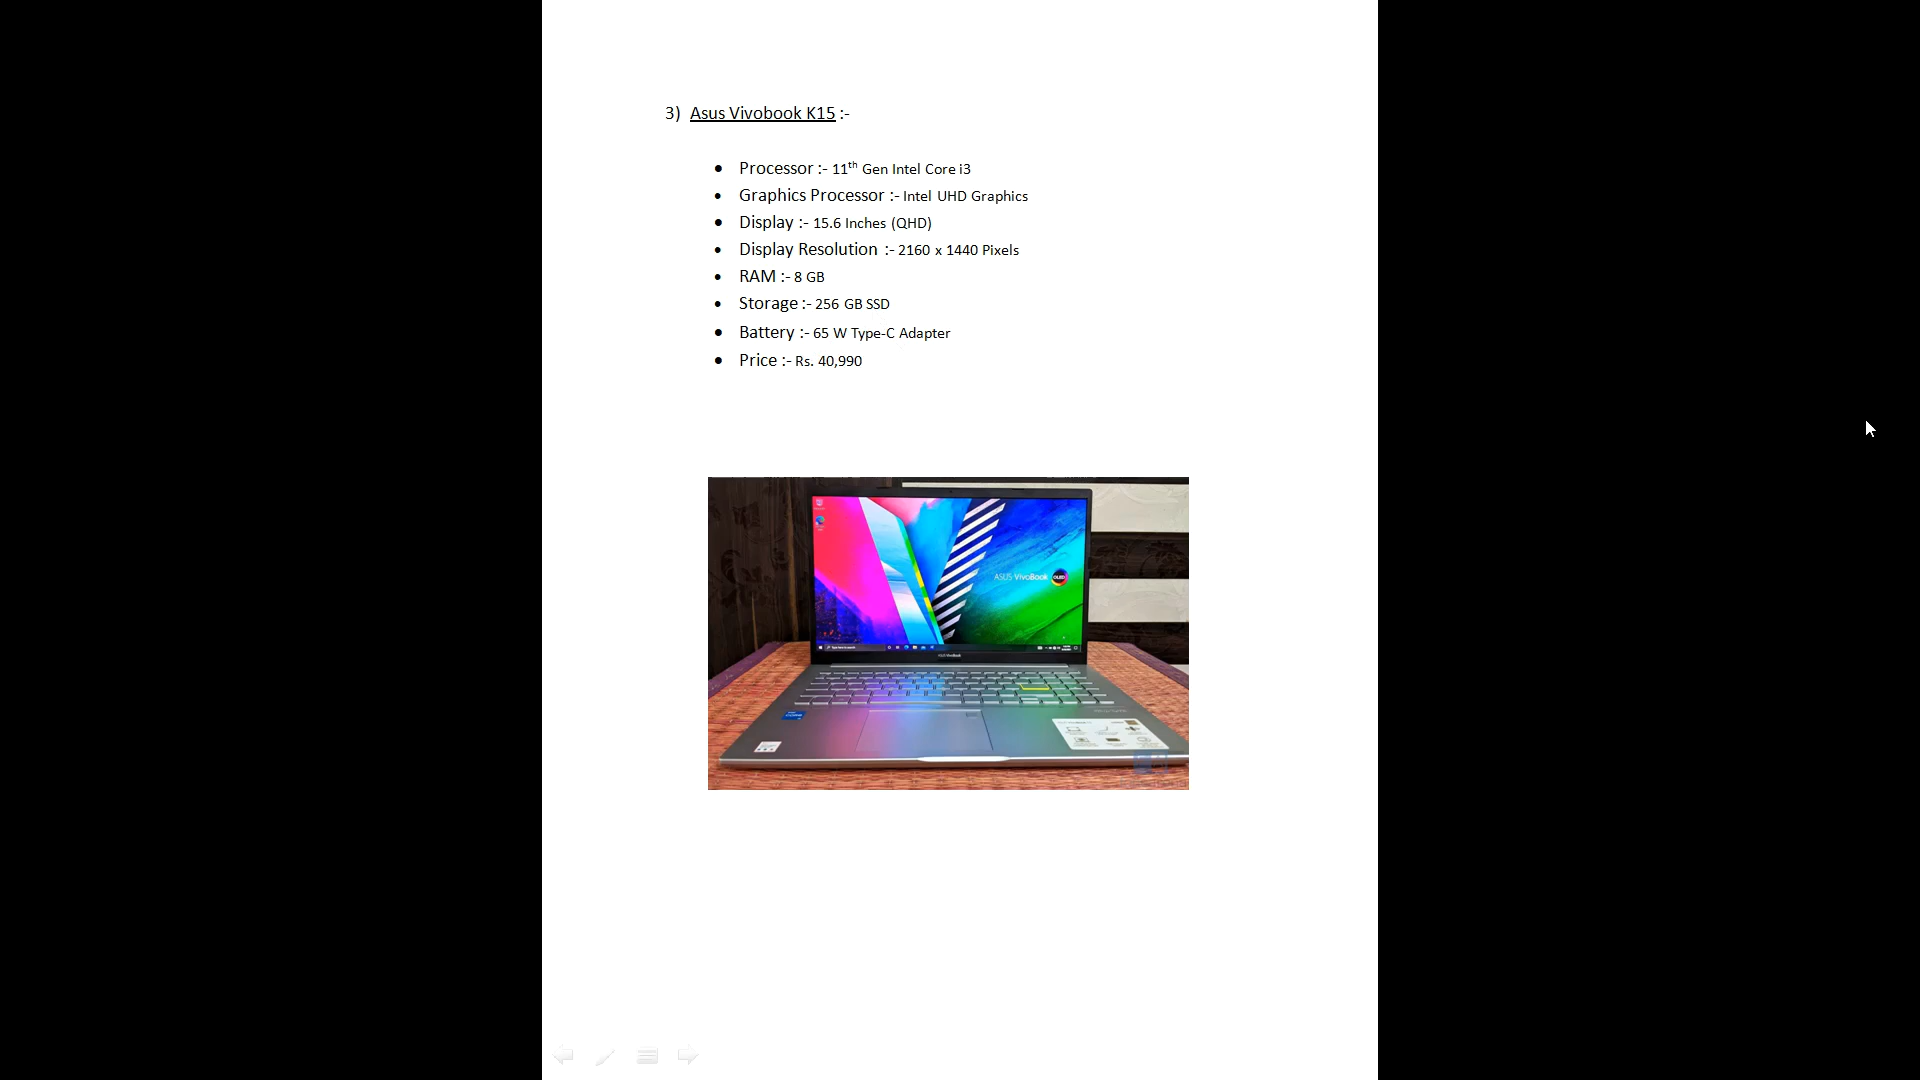 3) Asus Vivobook K15 :-
• Processor :- 11th Gen Intel Core i3
• Graphics Processor :- Intel UHD Graphics
• Display :- 15.6 Inches (QHD)
• Display Resolution :- 2160 x 1440 Pixels
• RAM :- 8 GB
• Storage :- 256 GB SSD
• Battery :- 65 W Type-C Adapter
• Price :- Rs. 40,990
ASUS VivoBook OLED